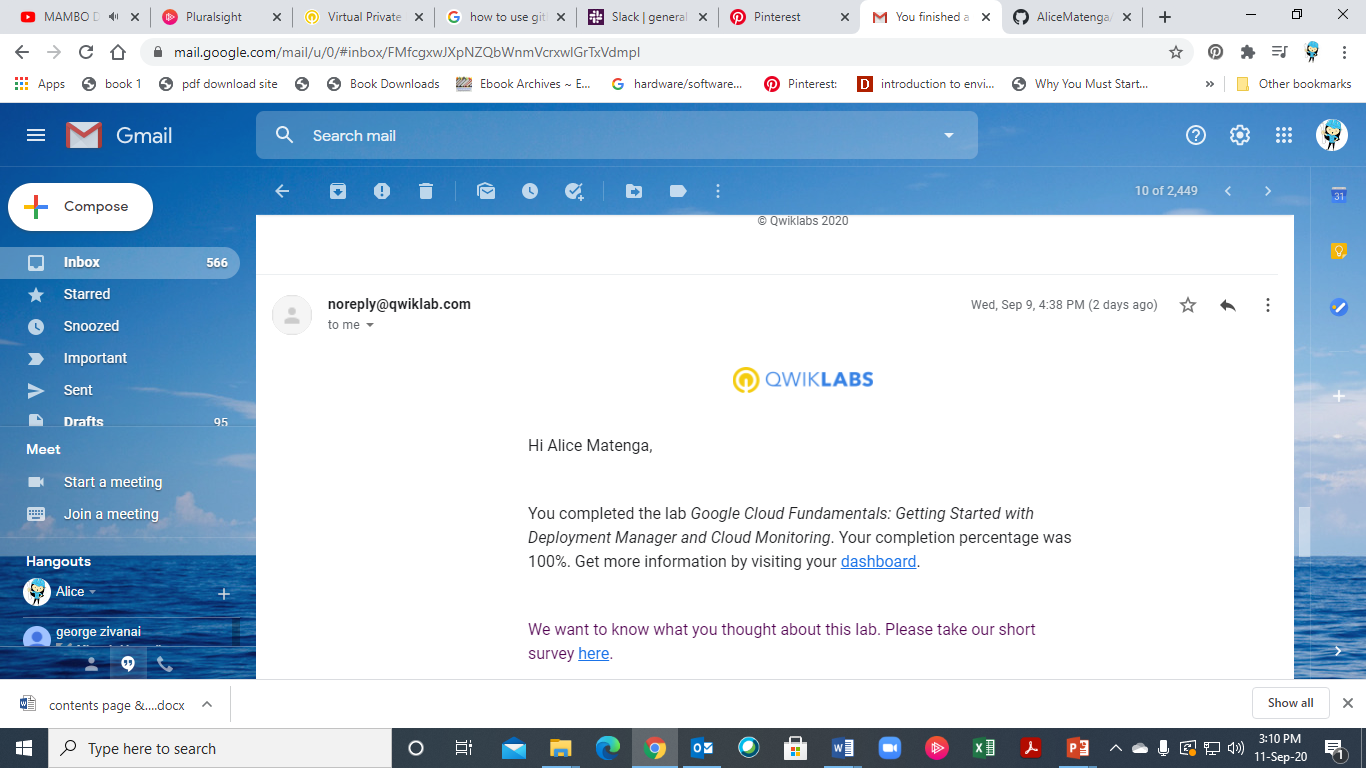 MAMBO D
Pluralsight
Virtual Private
how to use git
Slack | general
Pinterest
You finished a
AliceMatenga/
mail.google.com/mail/u/0/#inbox/FMfcgxwJXpNZQbWnmVcrxwlGrTxVdmpl
Apps
book 1
pdf download site
Book Downloads
Ebook Archives ~ E...
hardware/software...
Pinterest:
D
introduction to envi...
Why You Must Start...
»
Other bookmarks
Gmail
Search mail
Compose
10 of 2,449
31
© Qwiklabs 2020
Inbox 566
Starred
Snoozed
Important
Sent
Drafts 95
Meet
Start a meeting
Join a meeting
Hangouts
Alice
george zivanai
noreply@qwiklab.com
Wed, Sep 9, 4:38 PM (2 days ago)
to me
QWIKLABS
Hi Alice Matenga,
You completed the lab Google Cloud Fundamentals: Getting Started with
Deployment Manager and Cloud Monitoring. Your completion percentage was
100%. Get more information by visiting your dashboard.
We want to know what you thought about this lab. Please take our short
survey here.
contents page &....docx
Show all
Type here to search
3:10 PM
11-Sep-20
1